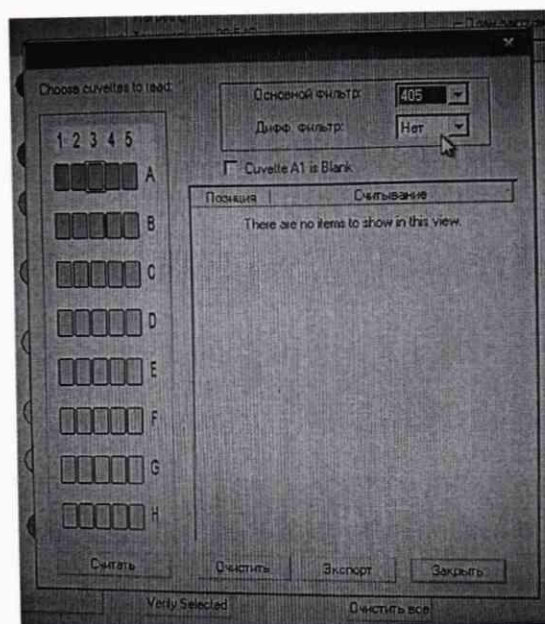 Choose cuvettes to read:
Основной фильтр: 405
Дифф. фильтр: Нет
1 2 3 4 5
A
Cuvette A1 is Blank
Позиция Считывание
There are no items to show in this view.
B
C
D
E
F
G
H
Считать Очистить Экспорт Закрыть
Verify Selected Очистить все